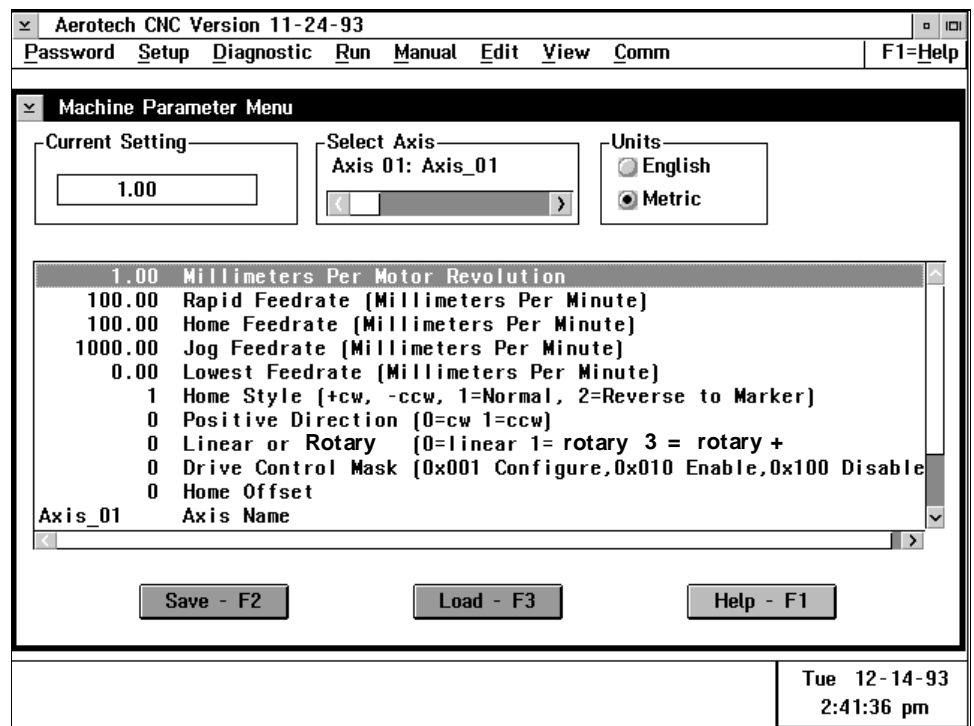 Aerotech CNC Version 11-24-93
Password Setup Diagnostic Run Manual Edit View Comm F1=Help
Machine Parameter Menu
Current Setting
1.00
Select Axis
Axis 01: Axis_01
Units
English
Metric
1.00 Millimeters Per Motor Revolution
100.00 Rapid Feedrate (Millimeters Per Minute)
100.00 Home Feedrate (Millimeters Per Minute)
1000.00 Jog Feedrate (Millimeters Per Minute)
0.00 Lowest Feedrate (Millimeters Per Minute)
1 Home Style (+cw, -ccw, 1=Normal, 2=Reverse to Marker)
0 Positive Direction (0=cw 1=ccw)
0 Linear or Rotary (0=linear 1= rotary 3 = rotary +
0 Drive Control Mask (0x001 Configure,0x010 Enable,0x100 Disable
0 Home Offset
Axis_01 Axis Name
Save - F2 Load - F3 Help - F1
Tue 12-14-93
2:41:36 pm